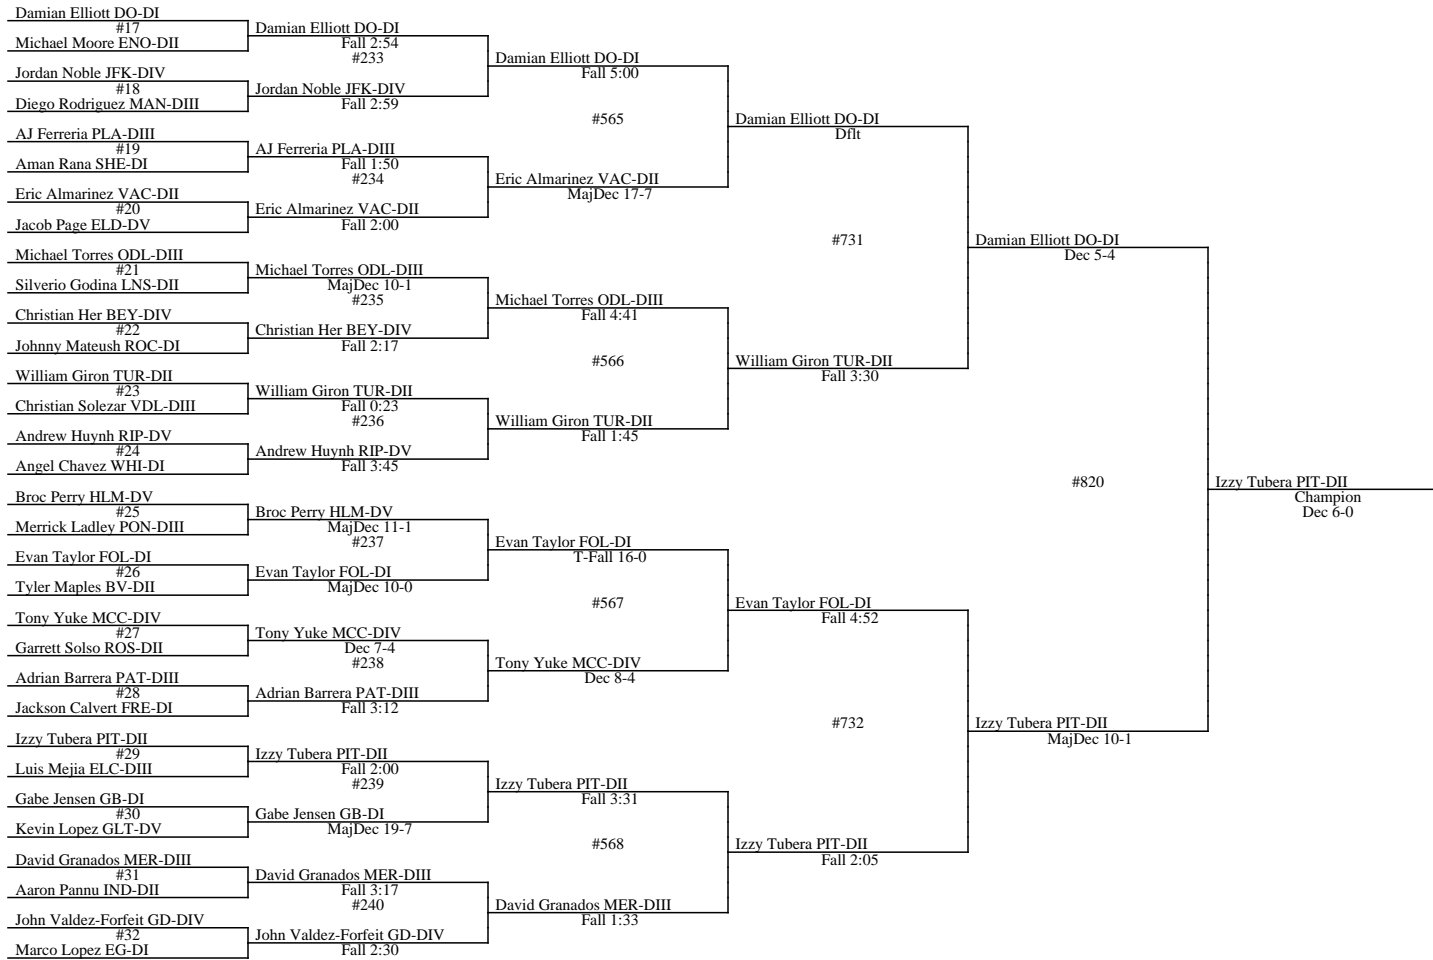 Damian Elliott DO-DI
#17
Michael Moore ENO-DII
Jordan Noble JFK-DIV
#18
Diego Rodriguez MAN-DIII
AJ Ferreria PLA-DIII
#19
Aman Rana SHE-DI
Eric Almarinez VAC-DII
#20
Jacob Page ELD-DV
Michael Torres ODL-DIII
#21
Silverio Godina LNS-DII
Christian Her BEY-DIV
#22
Johnny Mateush ROC-DI
William Giron TUR-DII
#23
Christian Solezar VDL-DIII
Andrew Huynh RIP-DV
#24
Angel Chavez WHI-DI
Broc Perry HLM-DV
#25
Merrick Ladley PON-DIII
Evan Taylor FOL-DI
#26
Tyler Maples BV-DII
Tony Yuke MCC-DIV
#27
Garrett Solso ROS-DII
Adrian Barrera PAT-DIII
#28
Jackson Calvert FRE-DI
Izzy Tubera PIT-DII
#29
Luis Mejia ELC-DIII
Gabe Jensen GB-DI
#30
Kevin Lopez GLT-DV
David Granados MER-DIII
#31
Aaron Pannu IND-DII
John Valdez-Forfeit GD-DIV
#32
Marco Lopez EG-DI
Damian Elliott DO-DI
Fall 2:54
#233
Jordan Noble JFK-DIV
Fall 2:59
AJ Ferreria PLA-DIII
Fall 1:50
#234
Eric Almarinez VAC-DII
Fall 2:00
Michael Torres ODL-DIII
MajDec 10-1
#235
Christian Her BEY-DIV
Fall 2:17
William Giron TUR-DII
Fall 0:23
#236
Andrew Huynh RIP-DV
Fall 3:45
Broc Perry HLM-DV
MajDec 11-1
#237
Evan Taylor FOL-DI
MajDec 10-0
Tony Yuke MCC-DIV
Dec 7-4
#238
Adrian Barrera PAT-DIII
Fall 3:12
Izzy Tubera PIT-DII
Fall 2:00
#239
Gabe Jensen GB-DI
MajDec 19-7
David Granados MER-DIII
Fall 3:17
#240
John Valdez-Forfeit GD-DIV
Fall 2:30
Damian Elliott DO-DI
Fall 5:00
#565
Eric Almarinez VAC-DII
MajDec 17-7
Michael Torres ODL-DIII
Fall 4:41
#566
William Giron TUR-DII
Fall 1:45
Evan Taylor FOL-DI
T-Fall 16-0
#567
Tony Yuke MCC-DIV
Dec 8-4
Izzy Tubera PIT-DII
Fall 3:31
#568
David Granados MER-DIII
Fall 1:33
Damian Elliott DO-DI
Dflt
#731
William Giron TUR-DII
Fall 3:30
Evan Taylor FOL-DI
Fall 4:52
#732
Izzy Tubera PIT-DII
Fall 2:05
Damian Elliott DO-DI
Dec 5-4
#820
Izzy Tubera PIT-DII
MajDec 10-1
Izzy Tubera PIT-DII
Champion
Dec 6-0